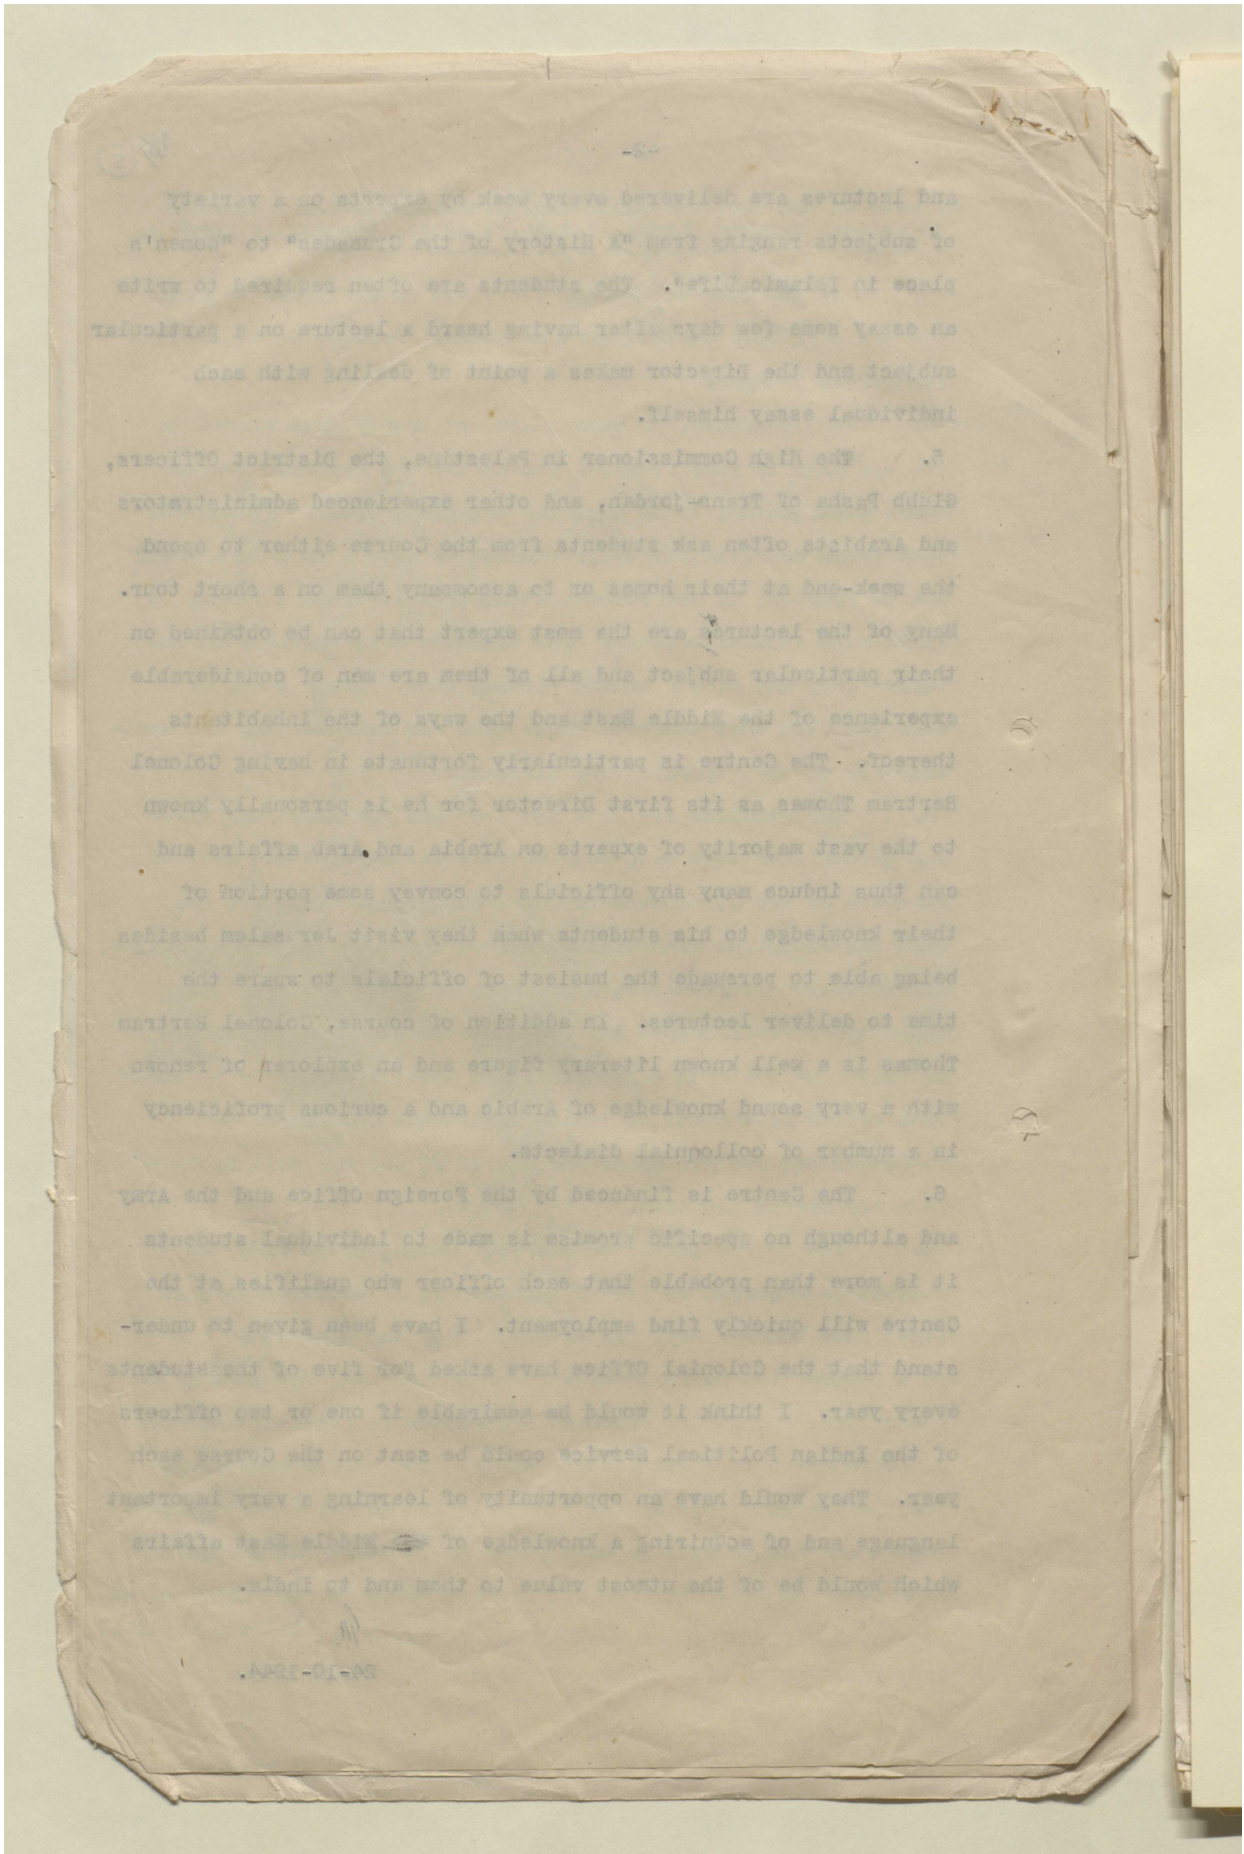 -2-
and lectures are delivered every week by experts on a variety
of subjects ranging from "A History of the Crusades" to "Women's
place in Islamic Life". The students are often required to write
an essay some few days after having heard a lecture on a particular
subject and the Director makes a point of dealing with each
individual essay himself.
5. The High Commissioner in Palestine, the District Officers,
Glubb Pasha of Trans-jordan, and other experienced administrators
and Arabists often ask students from the Course either to spend
the week-end at their homes or to accompany them on a short tour.
Many of the lectures are the most expert that can be obtained on
their particular subject and all of them are men of considerable
experience of the Middle East and the ways of the inhabitants
thereof. The Centre is particularly fortunate in having Colonel
Bertram Thomas as its first Director for he is personally known
to the vast majority of experts on Arabia and Arab affairs and
can thus induce many shy officials to convey some portion of
their knowledge to his students when they visit Jerusalem besides
being able to persuade the busiest of officials to spare the
time to deliver lectures. In addition of course, Colonel Bertram
Thomas is a well known literary figure and an explorer of renown
with a very sound knowledge of Arabic and a curious proficiency
in a number of colloquial dialects.
6. The Centre is financed by the Foreign Office and the Army
and although no specific promise is made to individual students
it is more than probable that each officer who qualifies at the
Centre will quickly find employment. I have been given to under-
stand that the Colonial Office have asked for five of the students
every year. I think it would be admirable if one or two officers
of the Indian Political Service could be sent on the Course each
year. They would have an opportunity of learning a very important
language and of acquiring a knowledge of Middle East affairs
which would be of the utmost value to them and to India.
24-10-1944.